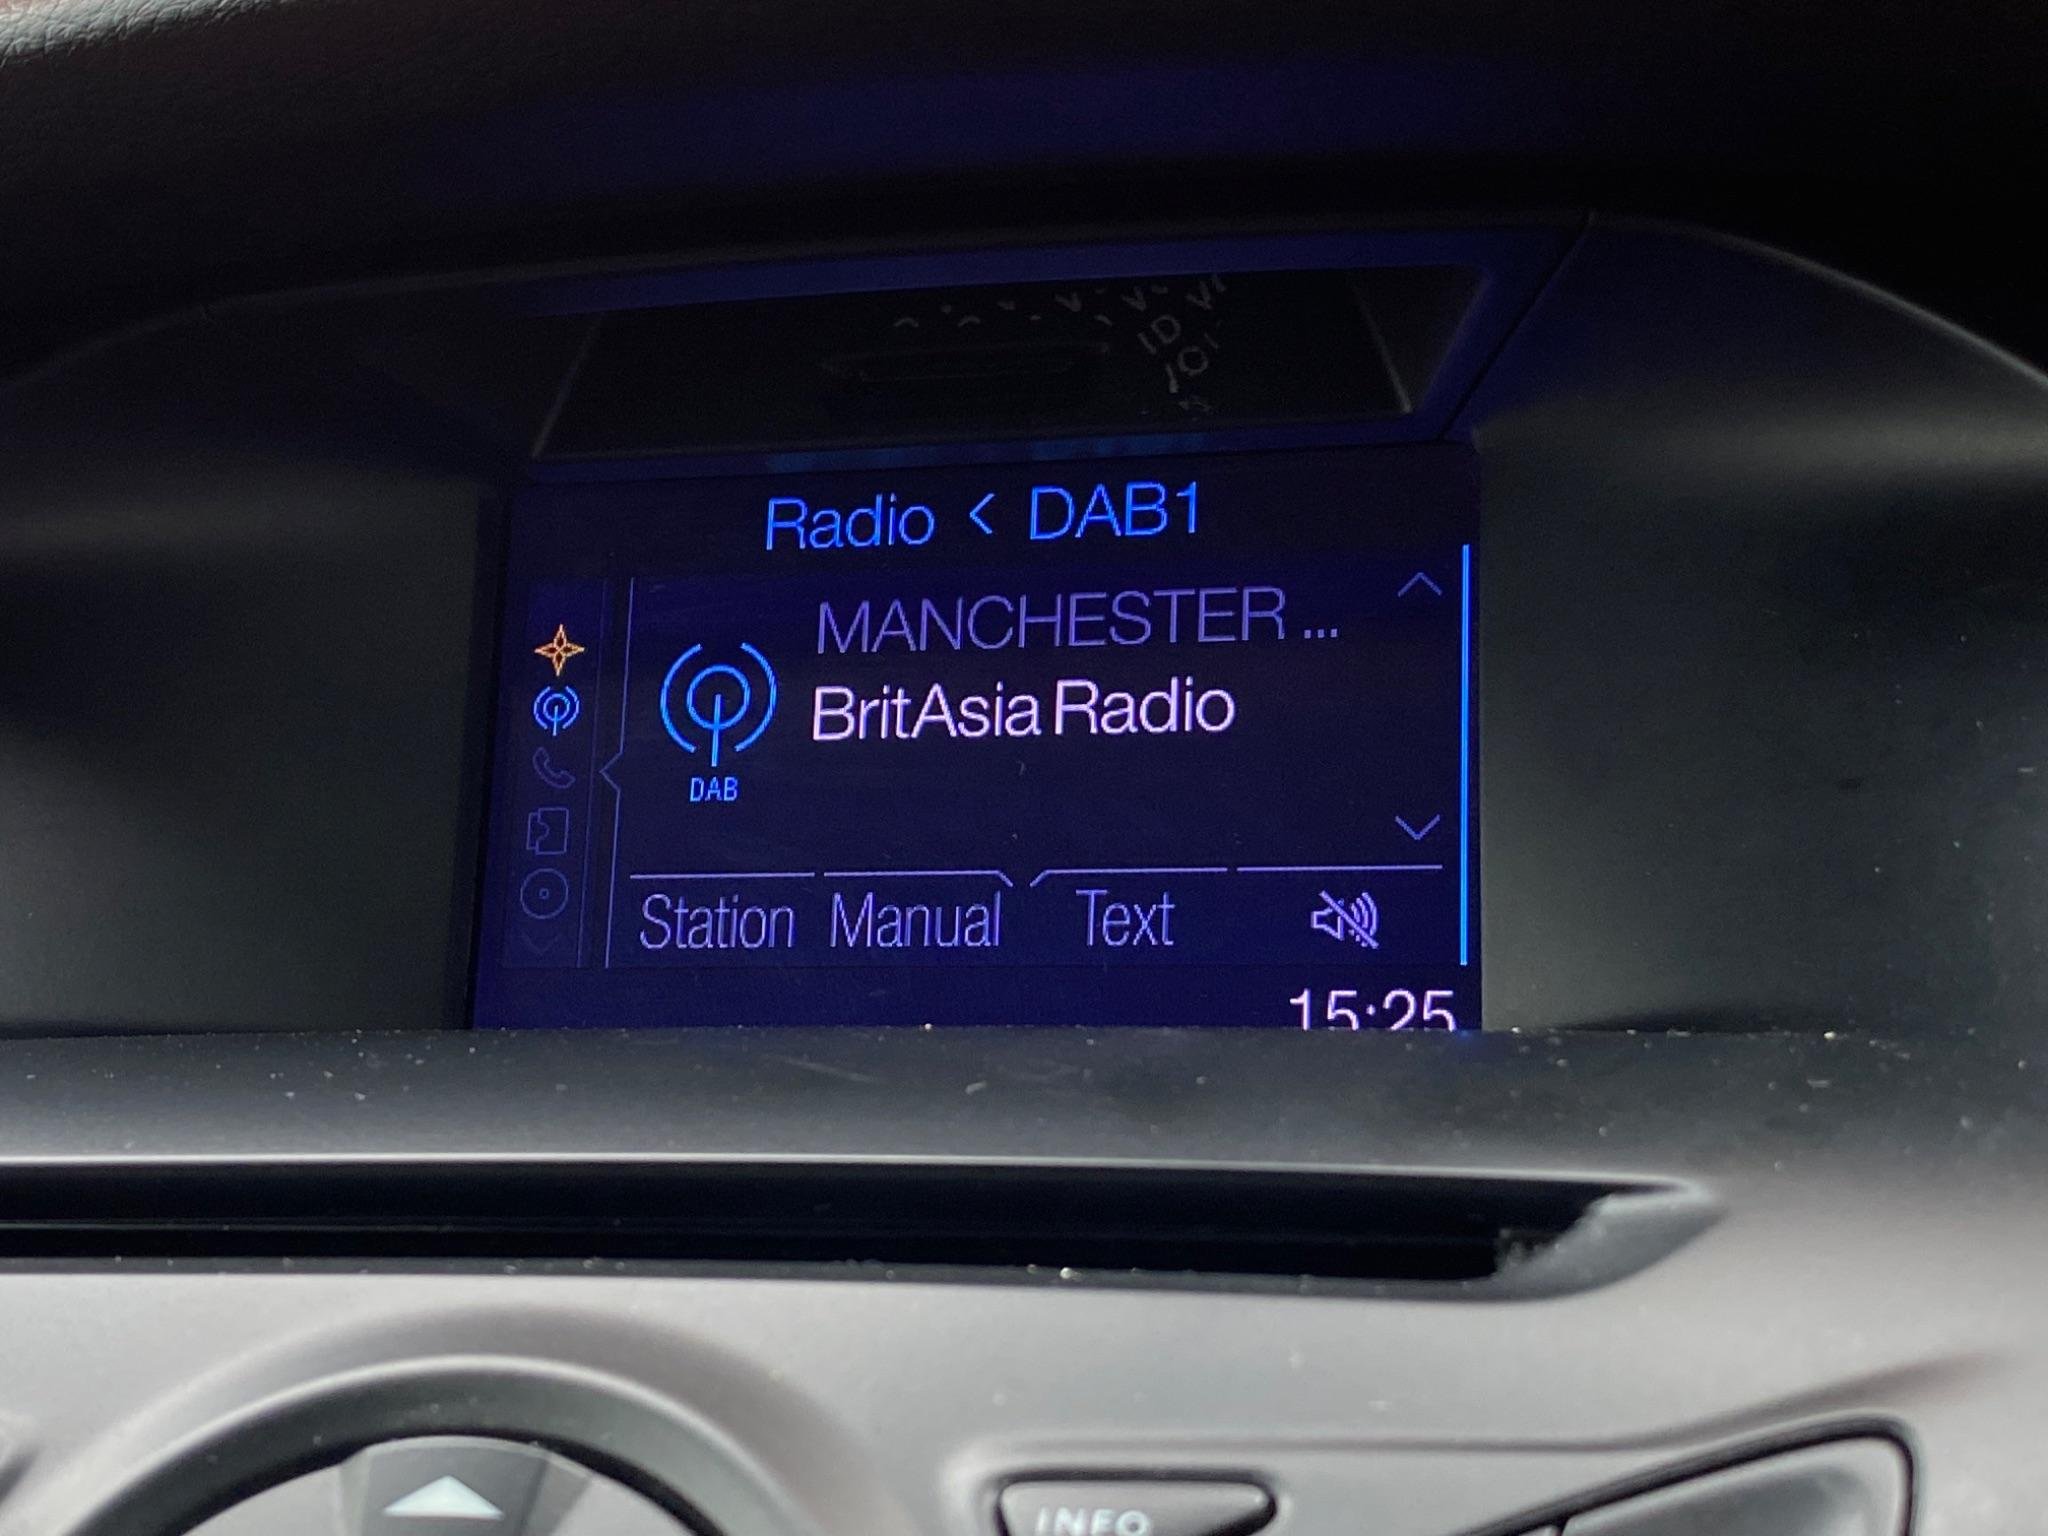 Radio < DAB1
MANCHESTER ...
BritAsia Radio
DAB
Station Manual Text
15:25
INFO